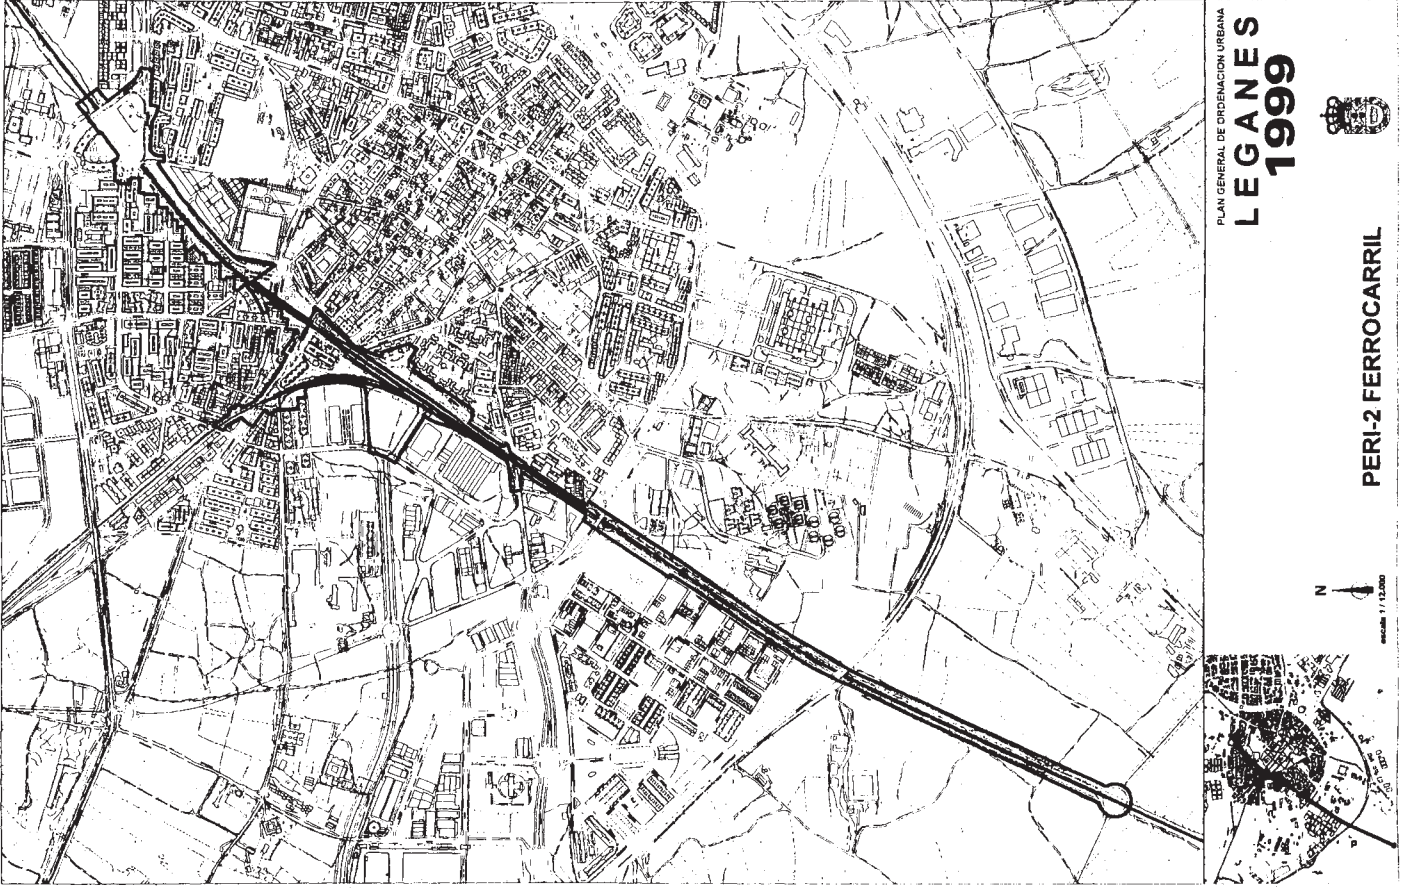 PLAN GENERAL DE ORDENACION URBANA
LEGANES
1999
PERI-2 FERROCARRIL
N
escala 1 / 12.000